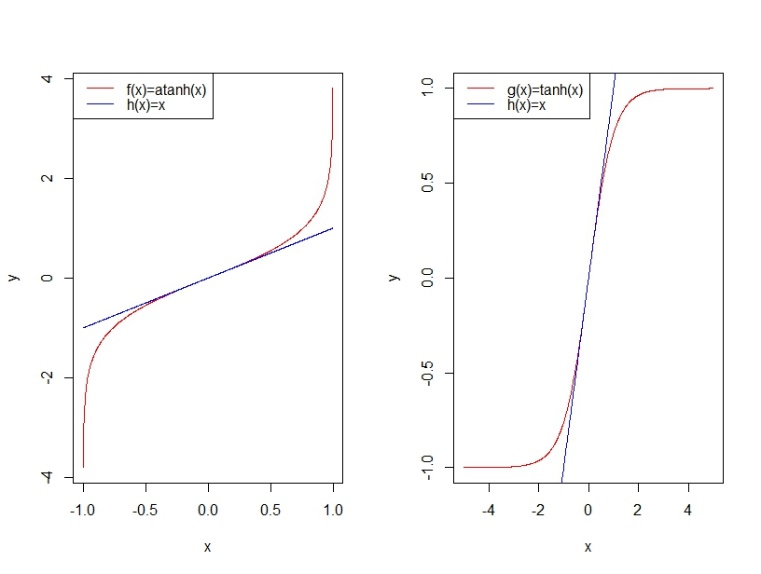 f(x)=atanh(x)
h(x)=x
4
2
0
-2
-4
y
-1.0 -0.5 0.0 0.5 1.0
x
g(x)=tanh(x)
h(x)=x
1.0
0.5
0.0
-0.5
-1.0
y
-4 -2 0 2 4
x